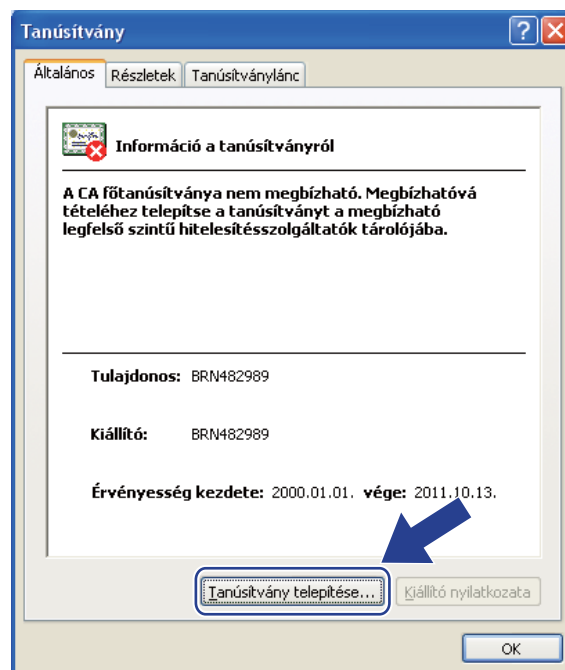 Tanúsítvány
Általános Részletek Tanúsítványlánc
Információ a tanúsítványról
A CA főtanúsítványa nem megbízható. Megbízhatóvá
tételéhez telepítse a tanúsítványt a megbízható
legfelső szintű hitelesítésszolgáltatók tárolójába.
Tulajdonos: BRN482989
Kiállító: BRN482989
Érvényesség kezdete: 2000.01.01. vége: 2011.10.13.
Tanúsítvány telepítése... Kiállító nyilatkozata
OK